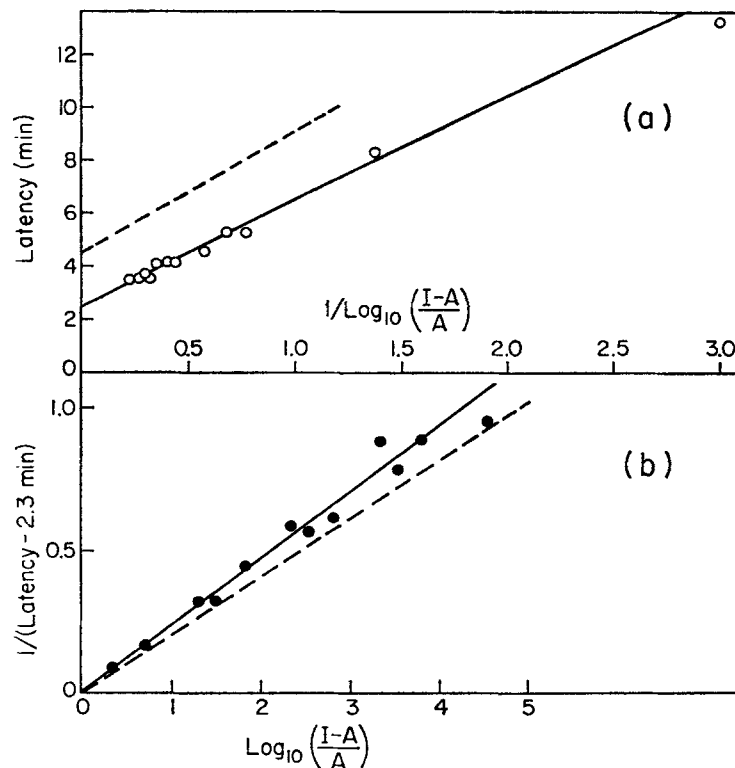 12
10
8
6
4
2
0
Latency (min)
(a)
1/Log10 (I-A/A)
0.5 1.0 1.5 2.0 2.5 3.0
1.0
0.5
0
1/(Latency - 2.3 min)
(b)
0 1 2 3 4 5
Log10 (I-A/A)